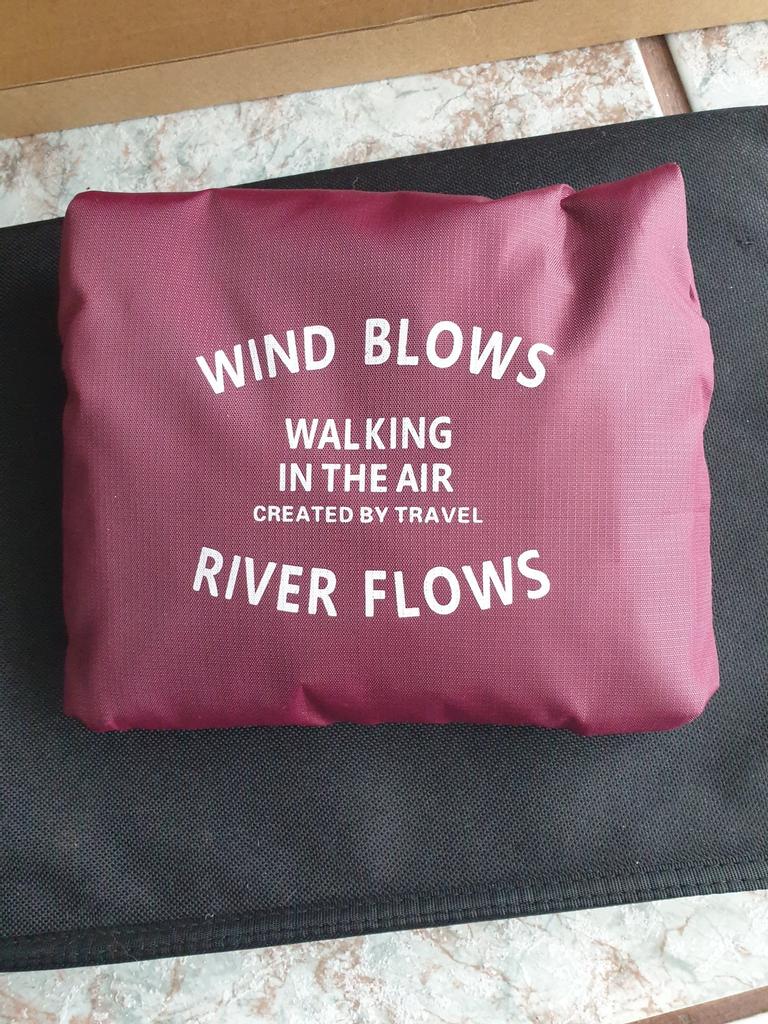 WIND BLOWS
WALKING
IN THE AIR
CREATED BY TRAVEL
RIVER FLOWS